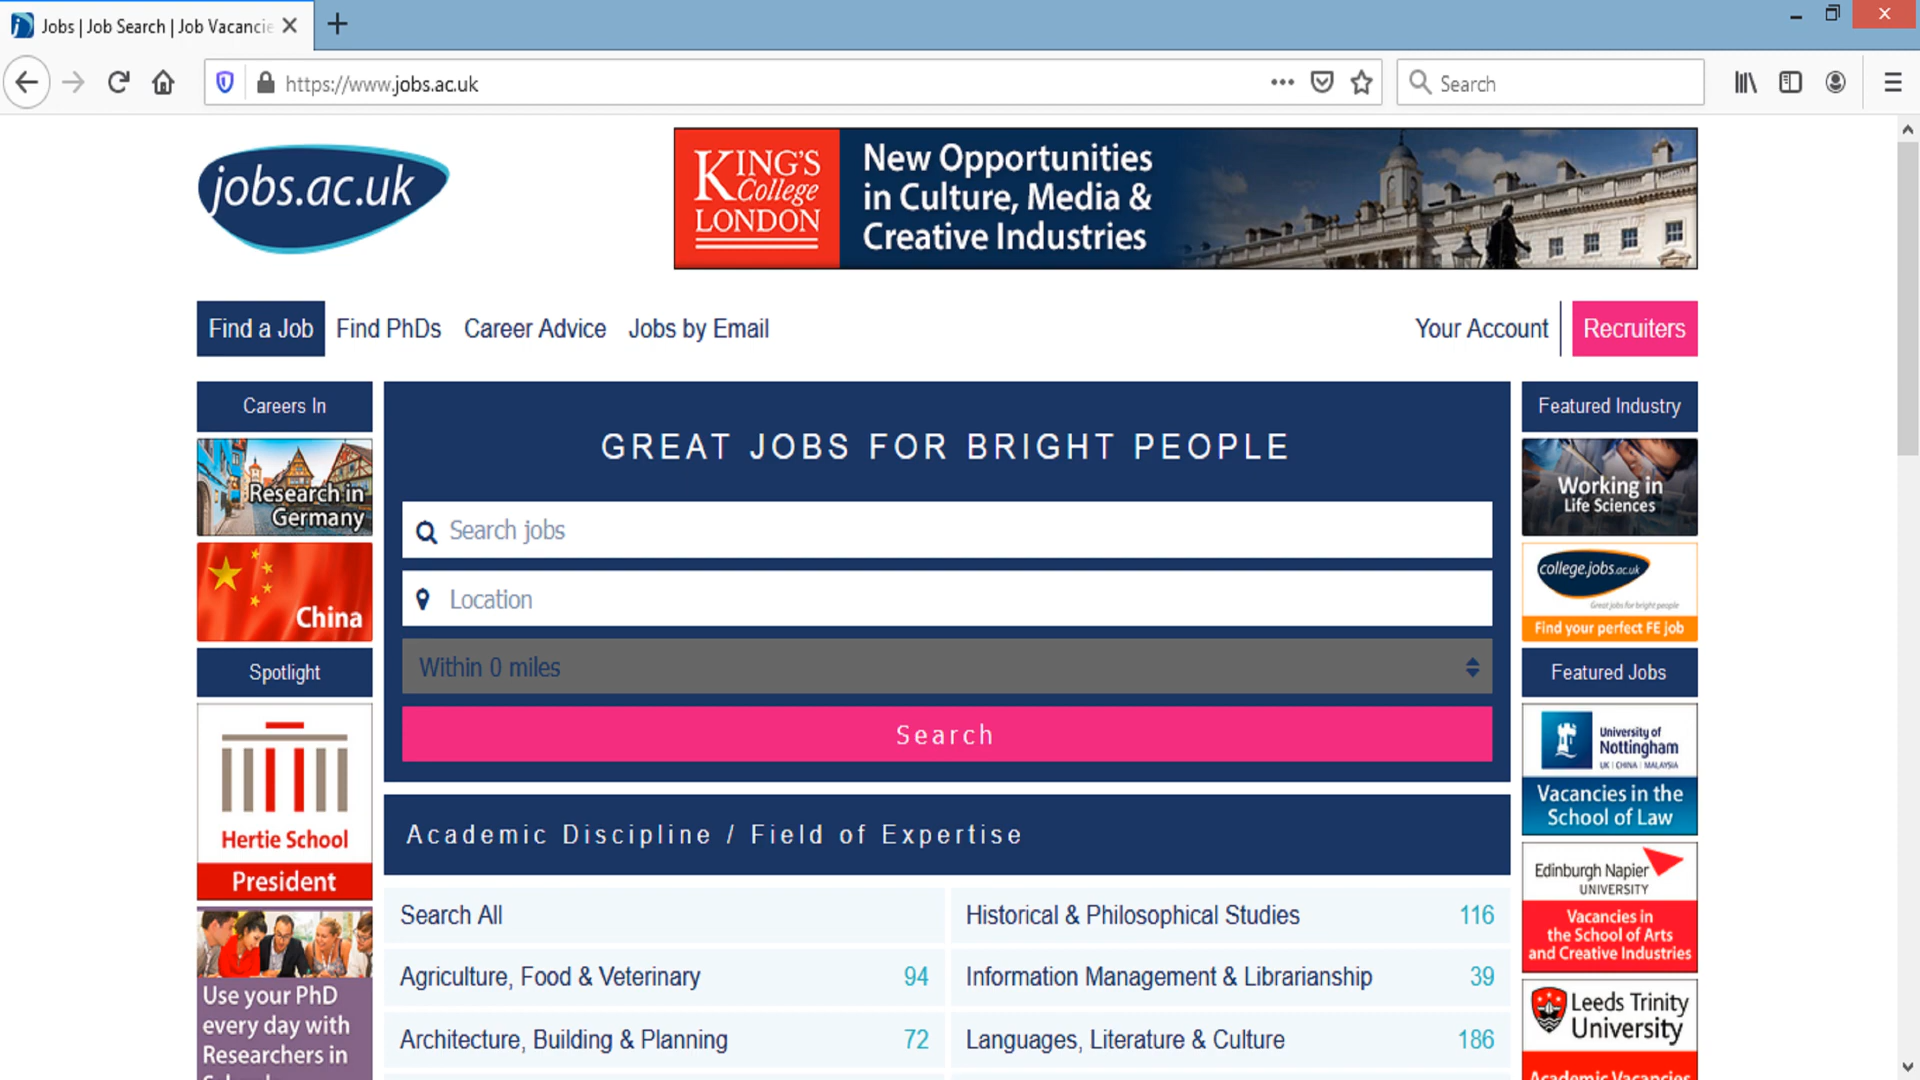 Jobs | Job Search | Job Vacancie
https://www.jobs.ac.uk
Search
jobs.ac.uk
KING'S
College
LONDON
New Opportunities
in Culture, Media &
Creative Industries
Find a Job
Find PhDs
Career Advice
Jobs by Email
Your Account
Recruiters
Careers In
Research in
Germany
China
Spotlight
Hertie School
President
Use your PhD
every day with
Researchers in
GREAT JOBS FOR BRIGHT PEOPLE
Search jobs
Location
Within 0 miles
Search
Academic Discipline / Field of Expertise
Search All
Historical & Philosophical Studies 116
Agriculture, Food & Veterinary 94
Information Management & Librarianship 39
Architecture, Building & Planning 72
Languages, Literature & Culture 186
Featured Industry
Working in
Life Sciences
college.jobs.ac.uk
Great jobs for bright people
Find your perfect FE job
Featured Jobs
University of
Nottingham
UK | CHINA | MALAYSIA
Vacancies in the
School of Law
Edinburgh Napier
UNIVERSITY
Vacancies in
the School of Arts
and Creative Industries
Leeds Trinity
University
Academic Vacancies